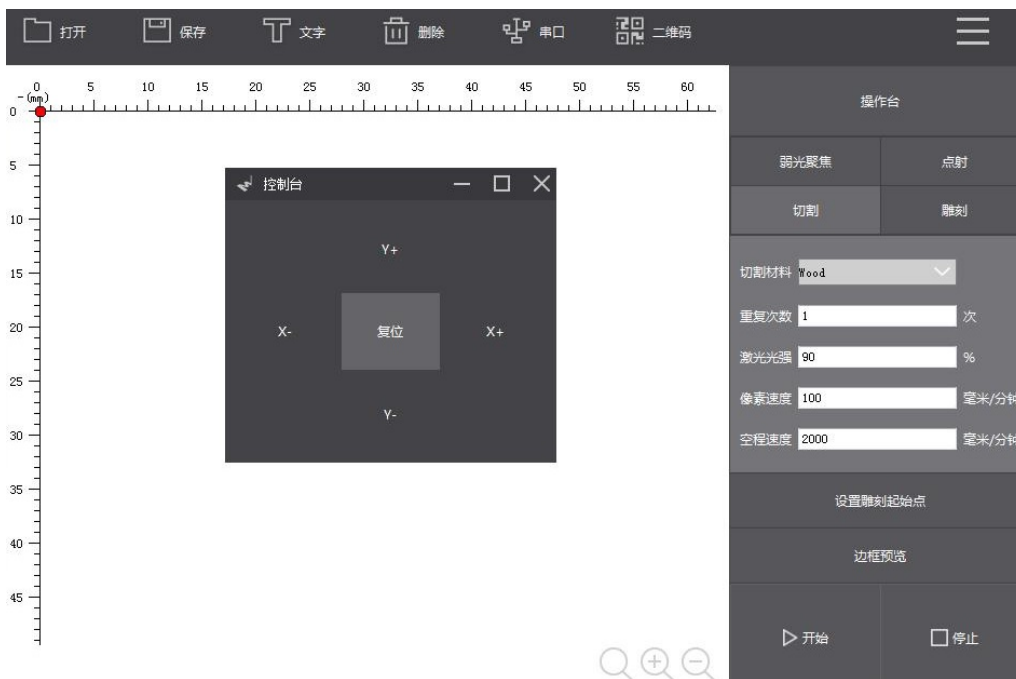 打开 保存 文字 删除 串口 二维码
0 5 10 15 20 25 30 35 40 45 50 55 60
(mm)
0
5
10
15
20
25
30
35
40
45
控制台
Y+
X- 复位 X+
Y-
操作台
弱光聚焦 点射
切割 雕刻
切割材料 Wood
重复次数 1 次
激光光强 90 %
像素速度 100 毫米/分钟
空程速度 2000 毫米/分钟
设置雕刻起始点
边框预览
开始 停止